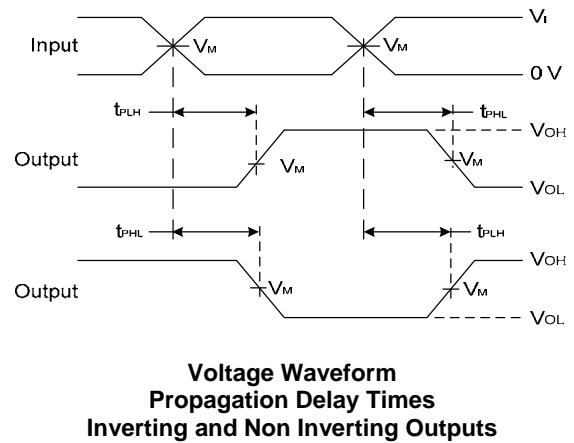 Input VM VM VI
0 V
tPLH tPHL
Output VM VM VOH
VOL
tPHL tPLH
Output VM VM VOH
VOL
Voltage Waveform
Propagation Delay Times
Inverting and Non Inverting Outputs